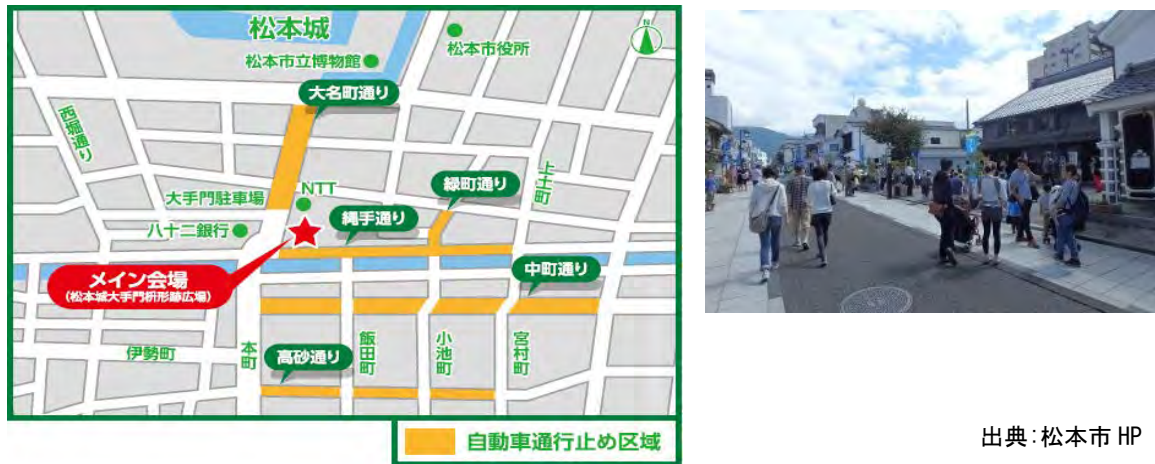 松本城
N
松本市役所
松本市立博物館
大名町通り
西堀通り
上土町
NTT
緑町通り
大手門駐車場
縄手通り
八十二銀行
メイン会場
(松本城大手門枡形跡広場)
中町通り
伊勢町
本町
高砂通り
飯田町
小池町
宮村町
自動車通行止め区域
出典:松本市 HP